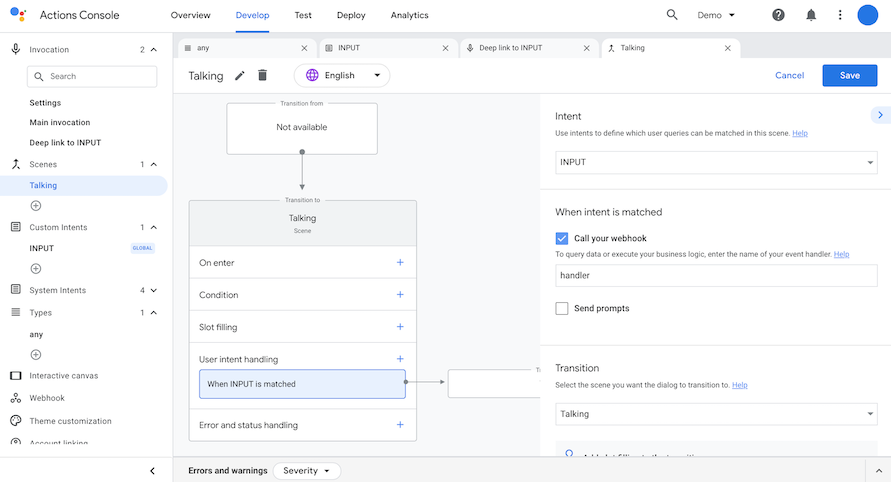 Actions Console
Overview
Develop
Test
Deploy
Analytics
Demo
Invocation
2
Search
Settings
Main invocation
Deep link to INPUT
Scenes
1
Talking
Custom Intents
1
INPUT
GLOBAL
System Intents
4
Types
1
any
Interactive canvas
Webhook
Theme customization
Account linking
any
INPUT
Deep link to INPUT
Talking
Talking
English
Cancel
Save
Transition from
Not available
Transition to
Talking
Scene
On enter
Condition
Slot filling
User intent handling
When INPUT is matched
Error and status handling
Intent
Use intents to define which user queries can be matched in this scene. Help
INPUT
When intent is matched
Call your webhook
To query data or execute your business logic, enter the name of your event handler. Help
handler
Send prompts
Transition
Select the scene you want the dialog to transition to. Help
Talking
Errors and warnings
Severity